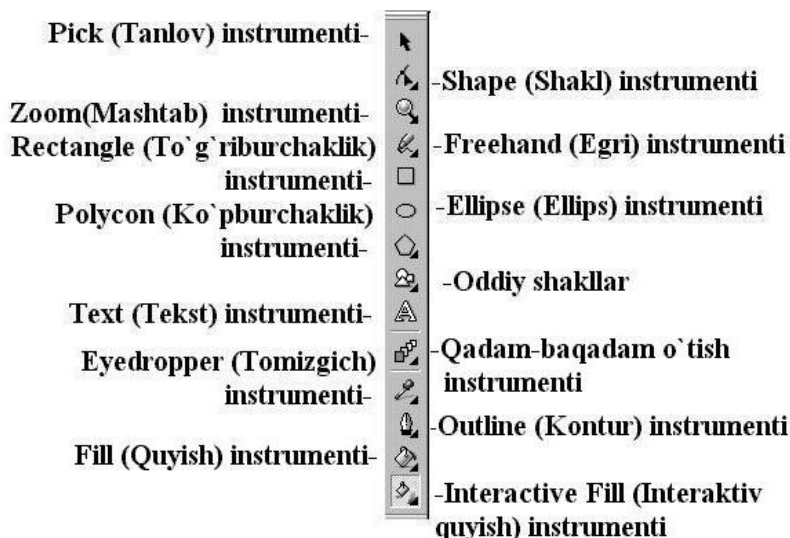 Pick (Tanlov) instrumenti-
-Shape (Shakl) instrumenti
Zoom(Mashtab) instrumenti-
Rectangle (To`g`riburchaklik)
instrumenti-
-Freehand (Egri) instrumenti
Polycon (Ko`pburchaklik)
instrumenti-
-Ellipse (Ellips) instrumenti
-Oddiy shakllar
Text (Tekst) instrumenti-
Eyedropper (Tomizgich)
instrumenti-
-Qadam-baqadam o`tish
instrumenti
-Outline (Kontur) instrumenti
Fill (Quyish) instrumenti-
-Interactive Fill (Interaktiv
quyish) instrumenti